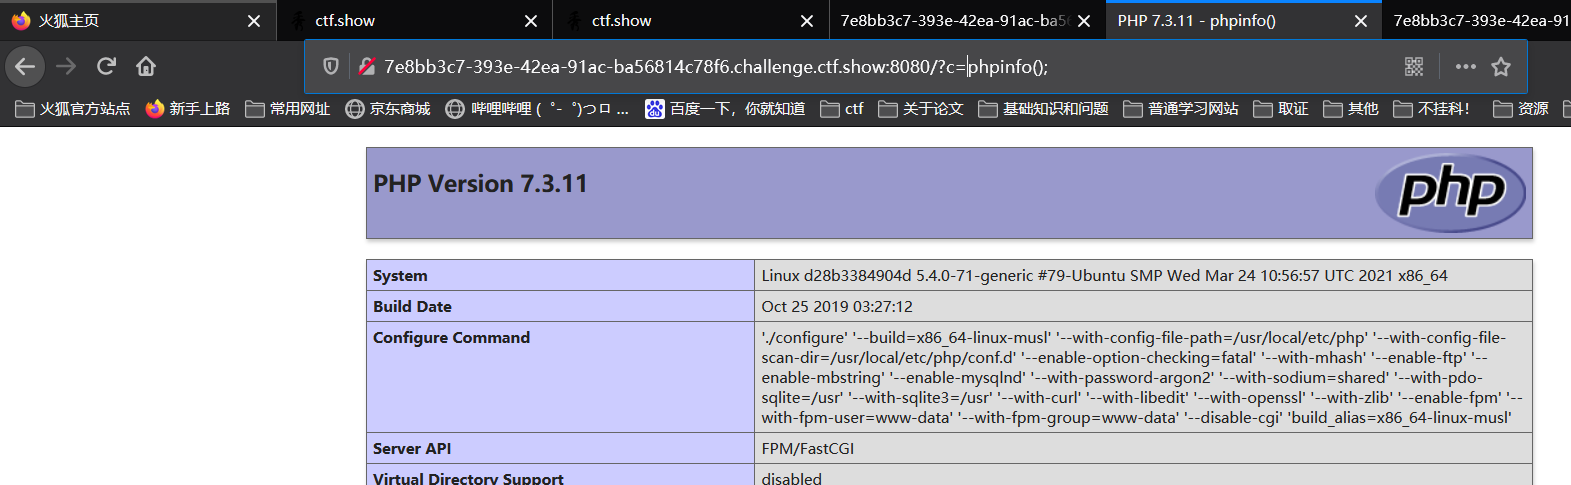 火狐主页
ctf.show
ctf.show
7e8bb3c7-393e-42ea-91ac-ba56
PHP 7.3.11 - phpinfo()
7e8bb3c7-393e-42ea-91
7e8bb3c7-393e-42ea-91ac-ba56814c78f6.challenge.ctf.show:8080/?c=phpinfo();
火狐官方站点
新手上路
常用网址
京东商城
哔哩哔哩 ( ゜- ゜)つロ ...
百度一下，你就知道
ctf
关于论文
基础知识和问题
普通学习网站
取证
其他
不挂科！
资源
PHP Version 7.3.11
php
System Linux d28b3384904d 5.4.0-71-generic #79-Ubuntu SMP Wed Mar 24 10:56:57 UTC 2021 x86_64
Build Date Oct 25 2019 03:27:12
Configure Command './configure' '--build=x86_64-linux-musl' '--with-config-file-path=/usr/local/etc/php' '--with-config-file-
scan-dir=/usr/local/etc/php/conf.d' '--enable-option-checking=fatal' '--with-mhash' '--enable-ftp' '--
enable-mbstring' '--enable-mysqlnd' '--with-password-argon2' '--with-sodium=shared' '--with-pdo-
sqlite=/usr' '--with-sqlite3=/usr' '--with-curl' '--with-libedit' '--with-openssl' '--with-zlib' '--enable-fpm' '--
with-fpm-user=www-data' '--with-fpm-group=www-data' '--disable-cgi' 'build_alias=x86_64-linux-musl'
Server API FPM/FastCGI
Virtual Directory Support disabled